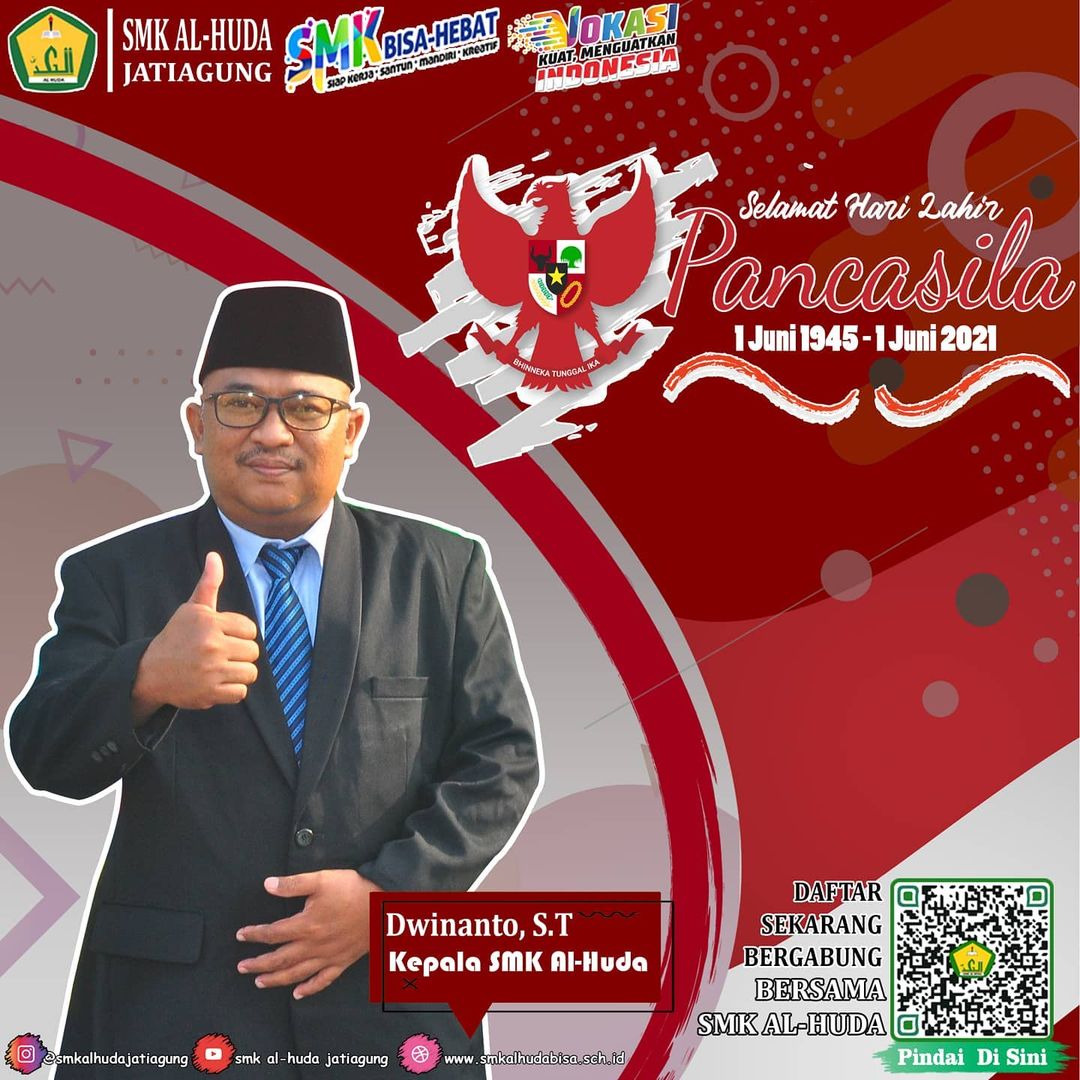 SMK AL-HUDA
JATIAGUNG
SMK BISA-HEBAT
SIAP KERJA • SANTUN • MANDIRI • KREATIF
VOKASI
KUAT, MENGUATKAN
INDONESIA
AL HUDA
Selamat Hari Lahir
Pancasila
1 Juni 1945 - 1 Juni 2021
BHINNEKA TUNGGAL IKA
Dwinanto, S.T
Kepala SMK Al-Huda
DAFTAR
SEKARANG
BERGABUNG
BERSAMA
SMK AL-HUDA
Pindai Di Sini
@smkalhudajatiagung
smk al-huda jatiagung
www.smkalhudabisa.sch.id